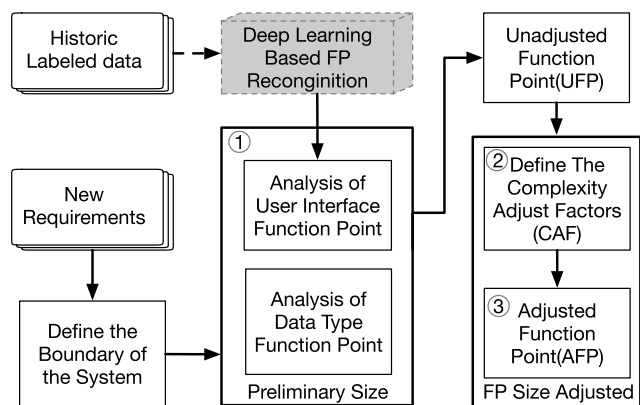 Historic
Labeled data
Deep Learning
Based FP
Reconginition
Unadjusted
Function
Point(UFP)
New
Requirements
Define the
Boundary of
the System
①
Analysis of
User Interface
Function Point
Analysis of
Data Type
Function Point
Preliminary Size
②
Define The
Complexity
Adjust Factors
(CAF)
③
Adjusted
Function
Point(AFP)
FP Size Adjusted